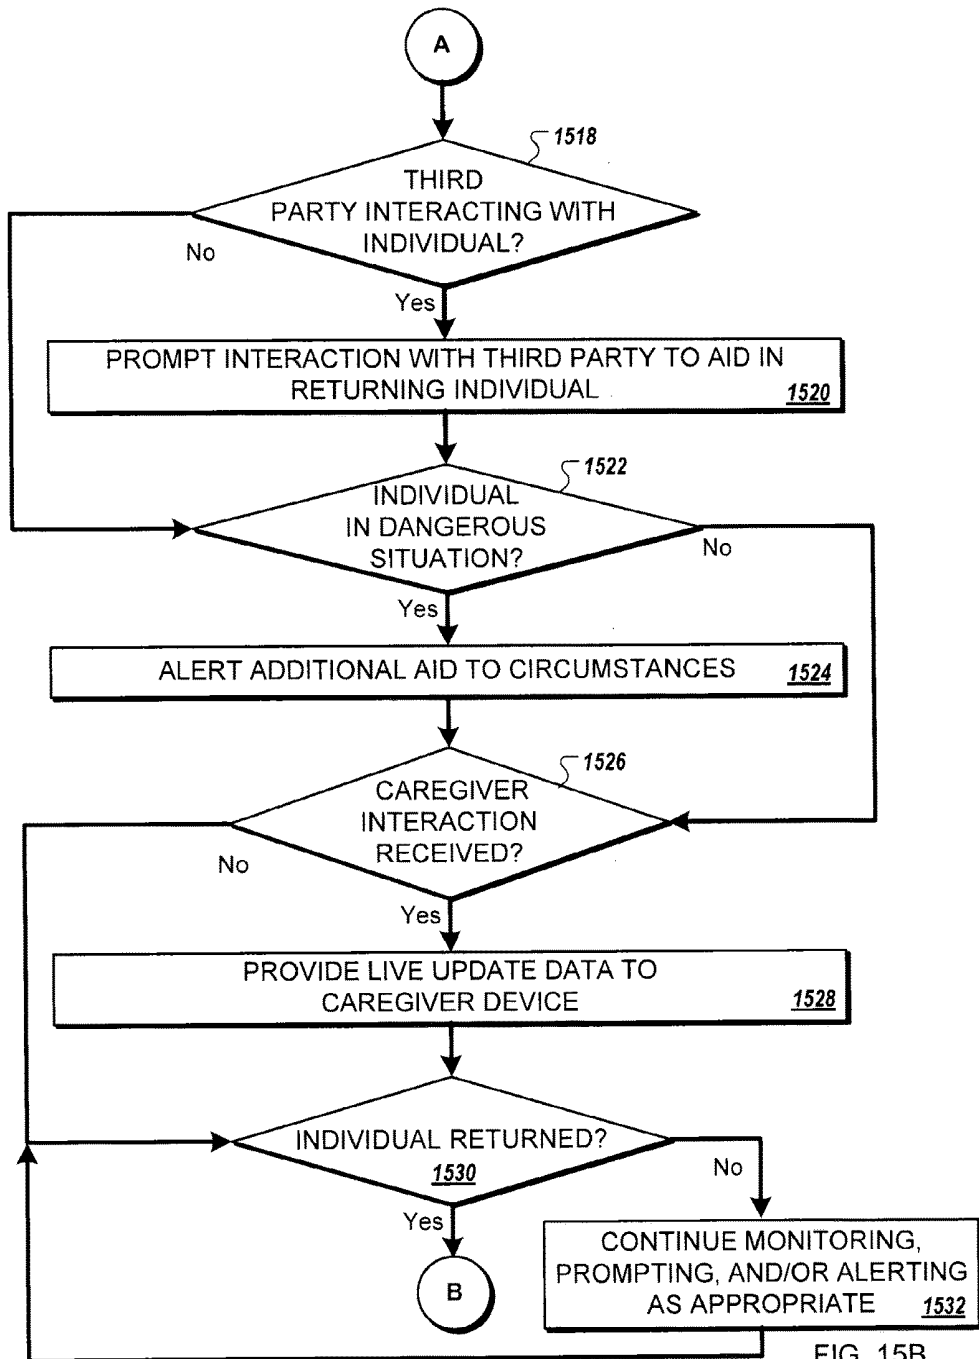 A
1518
THIRD
PARTY INTERACTING WITH
INDIVIDUAL?
No
Yes
PROMPT INTERACTION WITH THIRD PARTY TO AID IN
RETURNING INDIVIDUAL
1520
1522
INDIVIDUAL
IN DANGEROUS
SITUATION?
No
Yes
ALERT ADDITIONAL AID TO CIRCUMSTANCES
1524
1526
CAREGIVER
INTERACTION
RECEIVED?
No
Yes
PROVIDE LIVE UPDATE DATA TO
CAREGIVER DEVICE
1528
INDIVIDUAL RETURNED?
1530
No
Yes
B
CONTINUE MONITORING,
PROMPTING, AND/OR ALERTING
AS APPROPRIATE
1532
FIG. 15B